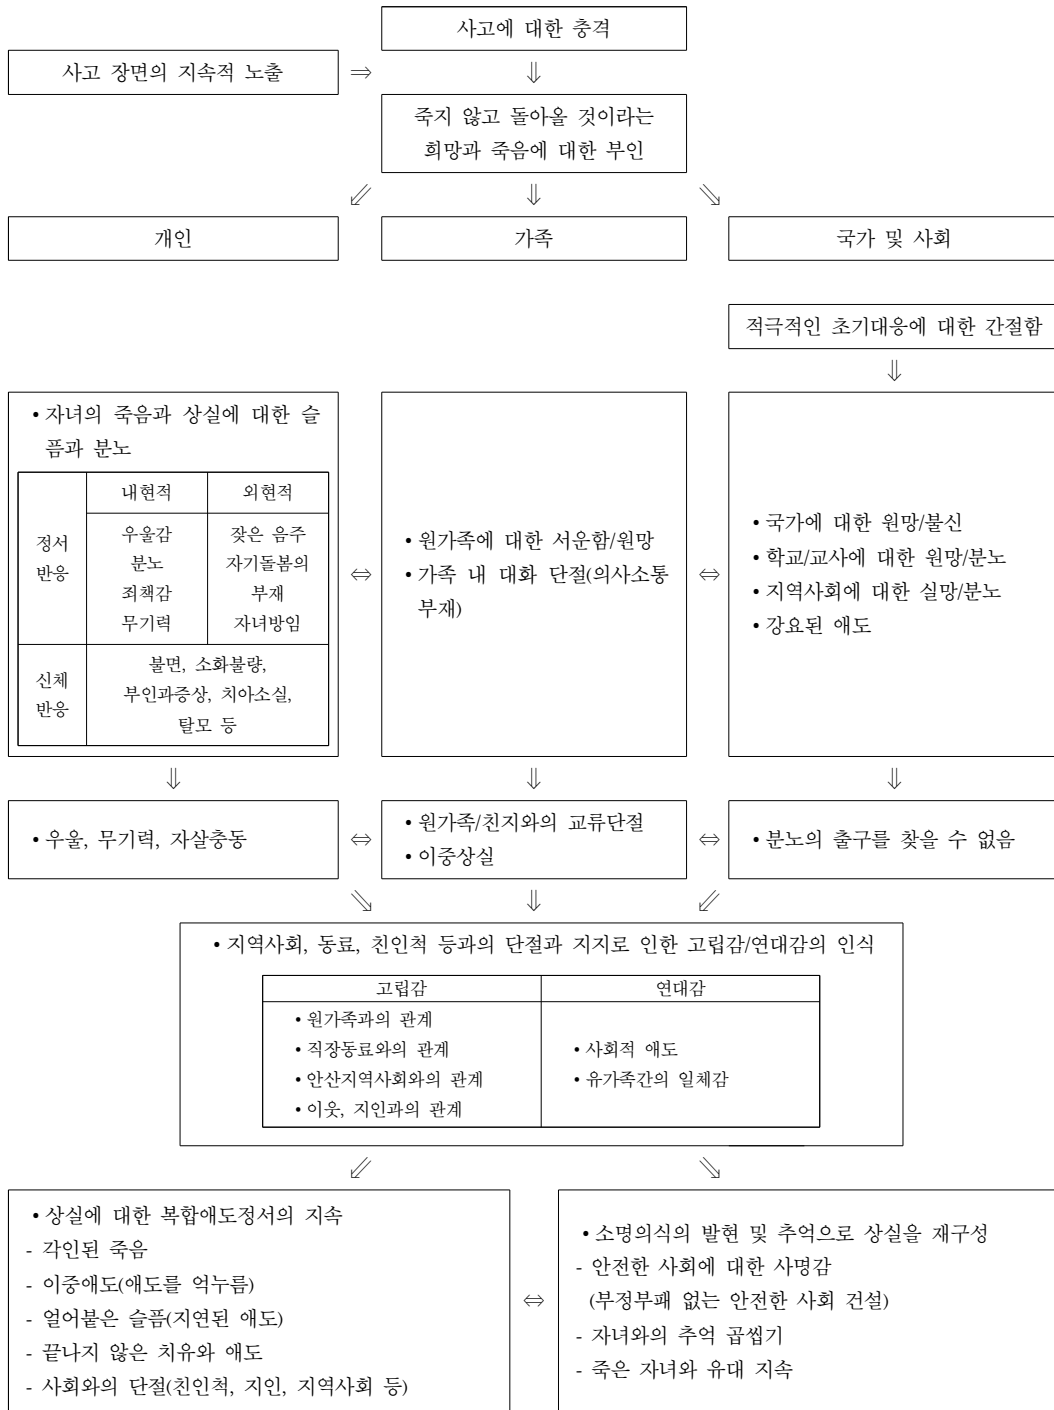 사고에 대한 충격
사고 장면의 지속적 노출 ⇒ ⇓
죽지 않고 돌아올 것이라는
희망과 죽음에 대한 부인
⇙ ⇓ ⇘
개인
가족
국가 및 사회
적극적인 초기대응에 대한 간절함
⇓
• 자녀의 죽음과 상실에 대한 슬
픔과 분노
내현적 외현적
정서
반응
우울감
분노
죄책감
무기력
잦은 음주
자기돌봄의
부재
자녀방임
신체
반응
불면, 소화불량,
부인과증상, 치아소실,
탈모 등
⇔
• 원가족에 대한 서운함/원망
• 가족 내 대화 단절(의사소통
부재)
⇔
• 국가에 대한 원망/불신
• 학교/교사에 대한 원망/분노
• 지역사회에 대한 실망/분노
• 강요된 애도
⇓ ⇓ ⇓
• 우울, 무기력, 자살충동
⇔
• 원가족/친지와의 교류단절
• 이중상실
⇔
• 분노의 출구를 찾을 수 없음
⇘ ⇓ ⇙
• 지역사회, 동료, 친인척 등과의 단절과 지지로 인한 고립감/연대감의 인식
고립감 연대감
• 원가족과의 관계
• 직장동료와의 관계
• 안산지역사회와의 관계
• 이웃, 지인과의 관계
• 사회적 애도
• 유가족간의 일체감
⇙ ⇘
• 상실에 대한 복합애도정서의 지속
- 각인된 죽음
- 이중애도(애도를 억누름)
- 얼어붙은 슬픔(지연된 애도)
- 끝나지 않은 치유와 애도
- 사회와의 단절(친인척, 지인, 지역사회 등)
⇔
• 소명의식의 발현 및 추억으로 상실을 재구성
- 안전한 사회에 대한 사명감
(부정부패 없는 안전한 사회 건설)
- 자녀와의 추억 곱씹기
- 죽은 자녀와 유대 지속